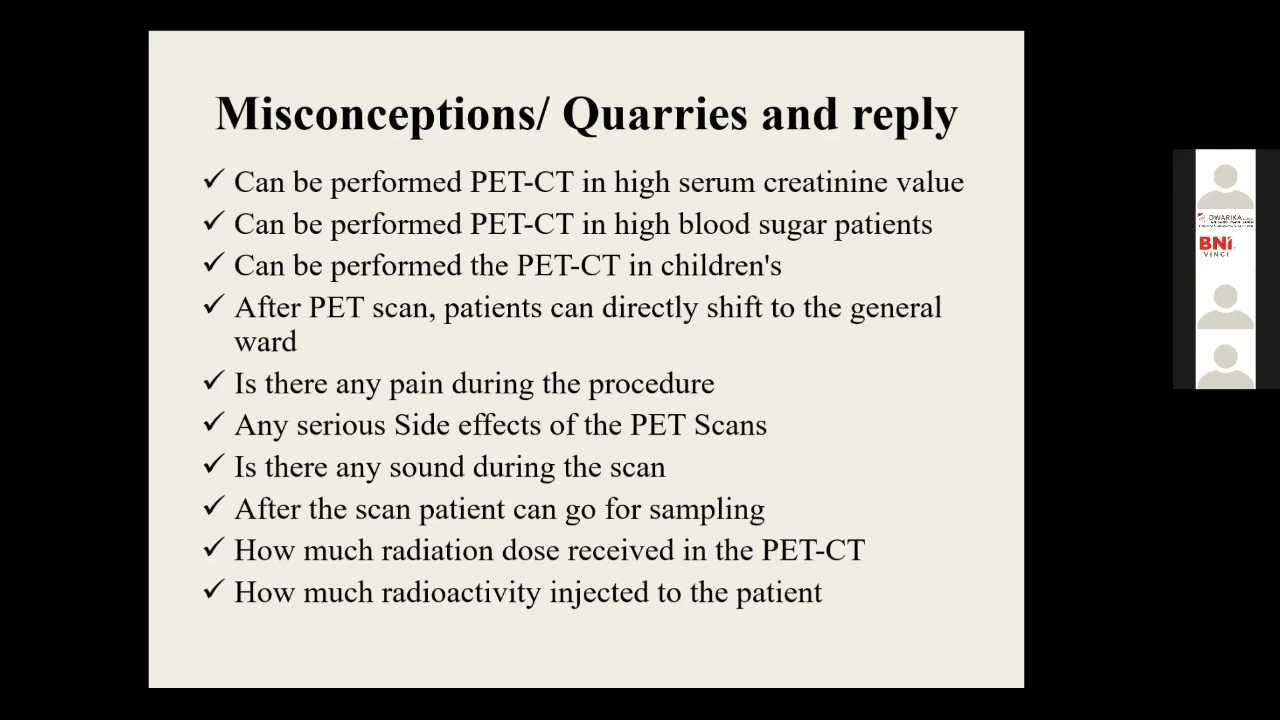 Misconceptions/ Quarries and reply
✓ Can be performed PET-CT in high serum creatinine value
✓ Can be performed PET-CT in high blood sugar patients
✓ Can be performed the PET-CT in children's
✓ After PET scan, patients can directly shift to the general
ward
✓ Is there any pain during the procedure
✓ Any serious Side effects of the PET Scans
✓ Is there any sound during the scan
✓ After the scan patient can go for sampling
✓ How much radiation dose received in the PET-CT
✓ How much radioactivity injected to the patient
DWARIKA
BNI
VINCI